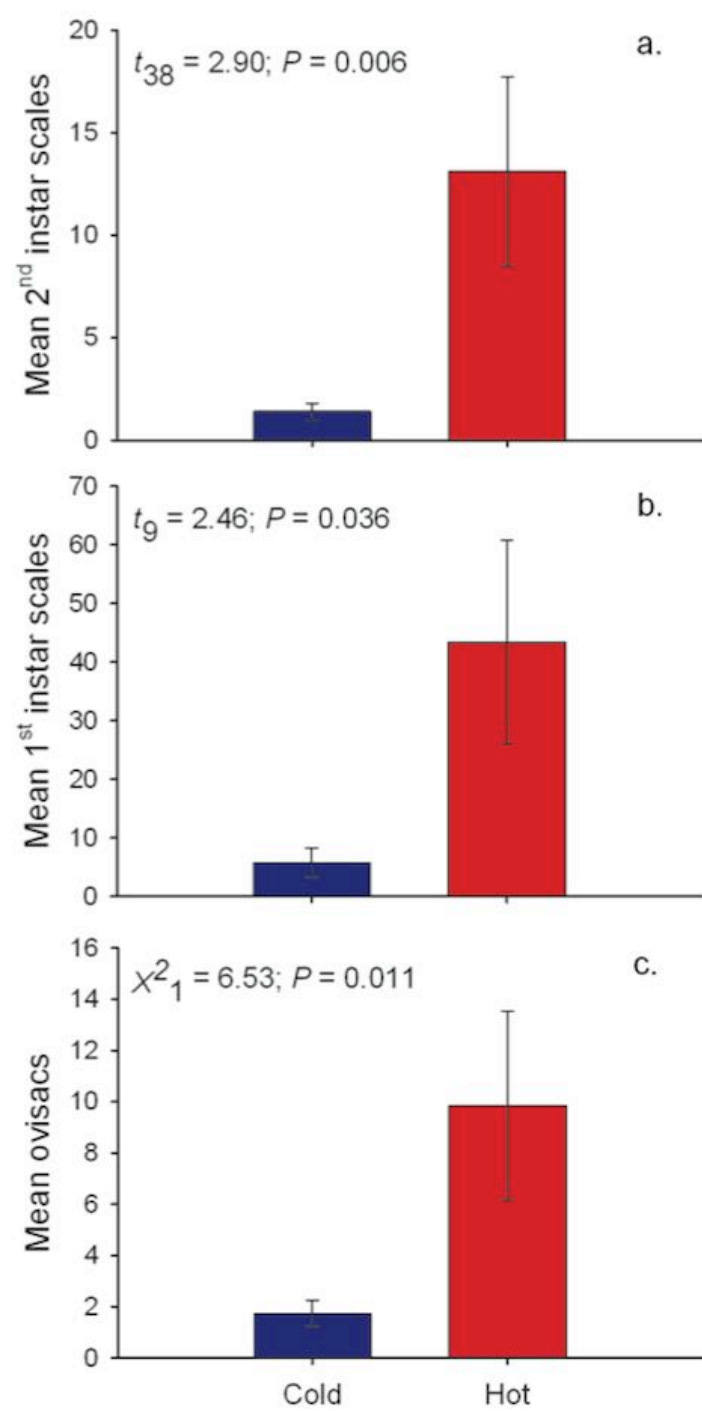 20
t₃₈ = 2.90; P = 0.006
a.
15
10
5
0
Mean 2ⁿᵈ instar scales
70
t₉ = 2.46; P = 0.036
b.
60
50
40
30
20
10
0
Mean 1ˢᵗ instar scales
16
X²₁ = 6.53; P = 0.011
c.
14
12
10
8
6
4
2
0
Mean ovisacs
Cold Hot